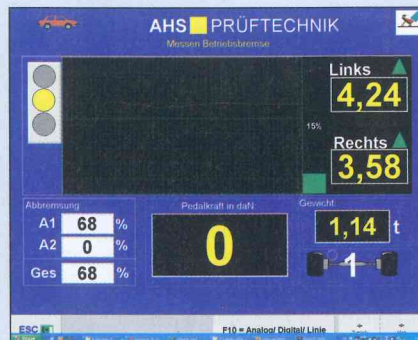 AHS PRÜFTECHNIK
Messen Betriebsbremse
Links
4,24
15%
Rechts
3,58
Abbremsung
A1 68 %
A2 0 %
Ges 68 %
Pedalkraft in daN
0
Gewicht:
1,14 t
1
ESC
F10 = Analog/ Digital/ Linie